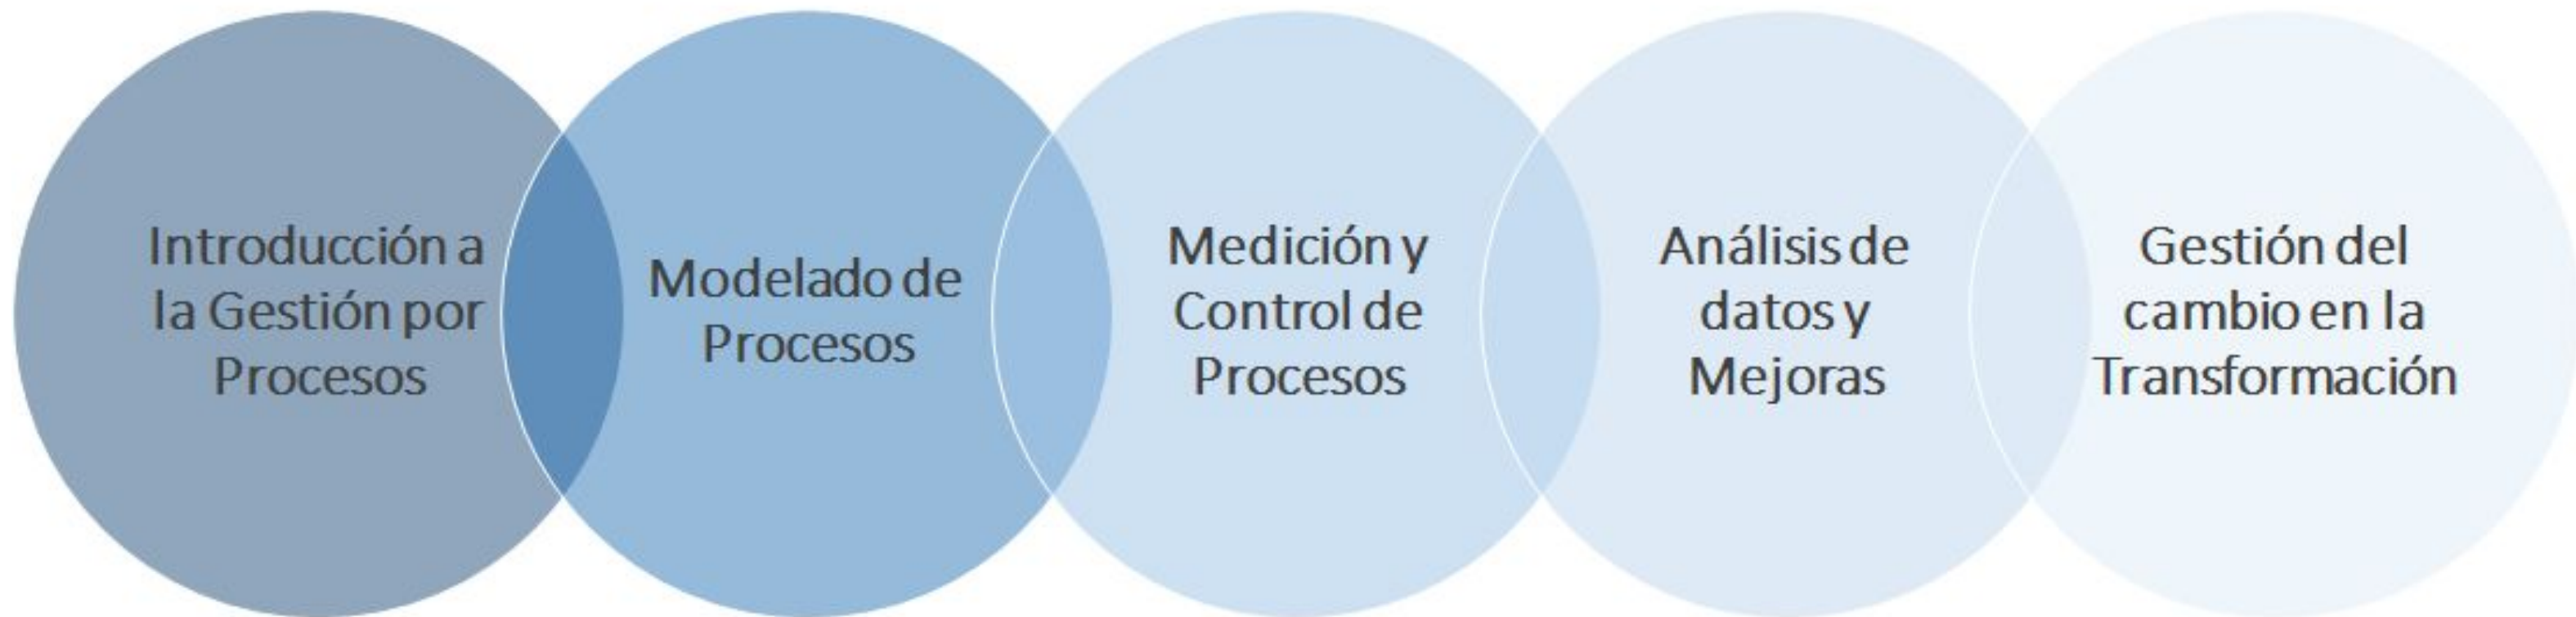 Introducción a
la Gestión por
Procesos
Modelado de
Procesos
Medición y
Control de
Procesos
Análisis de
datos y
Mejoras
Gestión del
cambio en la
Transformación